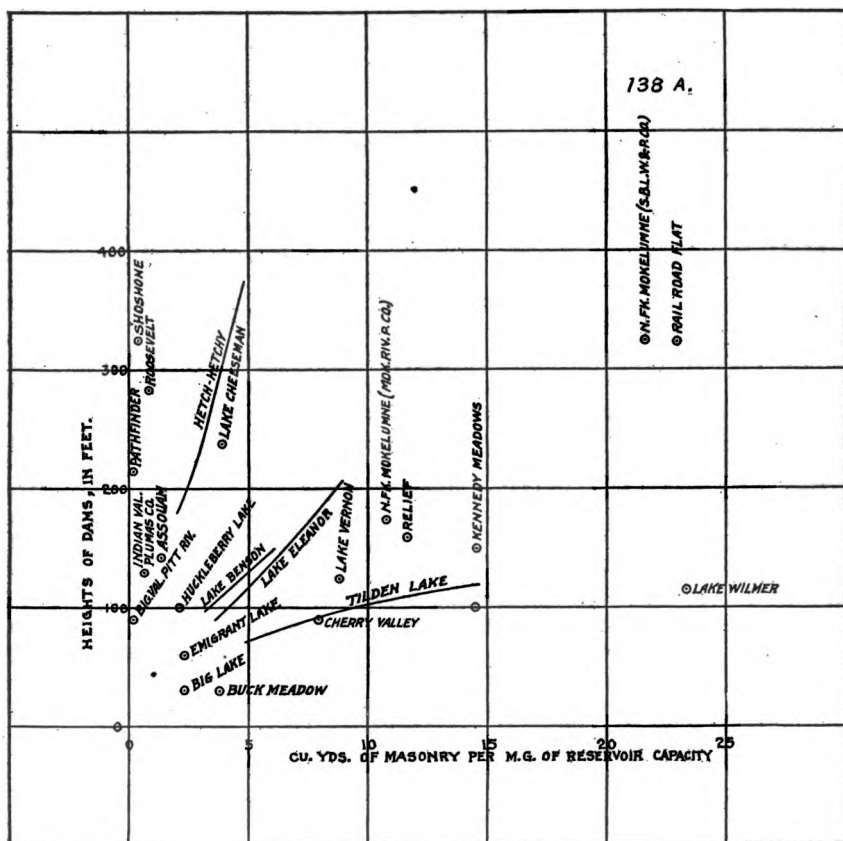 138 A.
N.FK. MOKELUMNE (S.B.L.W.&P.CO.)
RAIL ROAD FLAT
400
SHOSHONE
ROOSEVELT
HETCH-HETCHY
LAKE CHEESEMAN
300
PATHFINDER
N.FK. MOKELUMNE (MOK.RIV.P.CO.)
RELIEF
KENNEDY MEADOWS
HEIGHTS OF DAMS, IN FEET.
200
INDIAN VAL.
PLUMAS CO.
ASSOUAN
BIG VAL. PITT RIV.
HUCKLEBERRY LAKE
LAKE BENSON
LAKE ELEANOR
LAKE VERNON
TILDEN LAKE
LAKE WILMER
100
EMIGRANT LAKE
CHERRY VALLEY
BIG LAKE
BUCK MEADOW
0
0 5 10 15 20 25
CU. YDS. OF MASONRY PER M.G. OF RESERVOIR CAPACITY